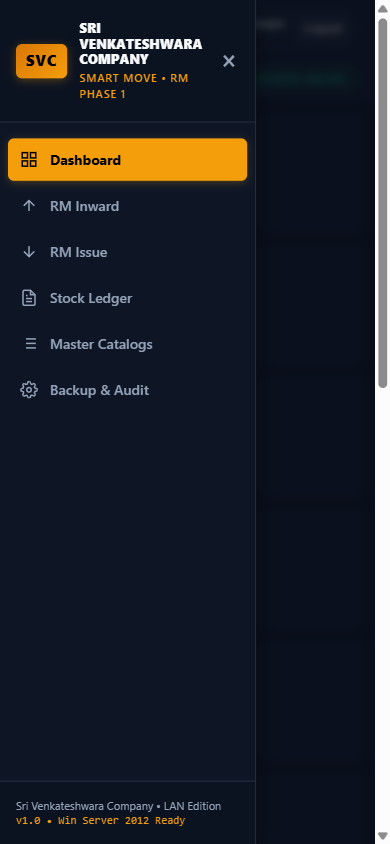 SVC
SRI
VENKATESHWARA
COMPANY
SMART MOVE • RM
PHASE 1
×
Dashboard
RM Inward
RM Issue
Stock Ledger
Master Catalogs
Backup & Audit
Sri Venkateshwara Company • LAN Edition
v1.0 • Win Server 2012 Ready